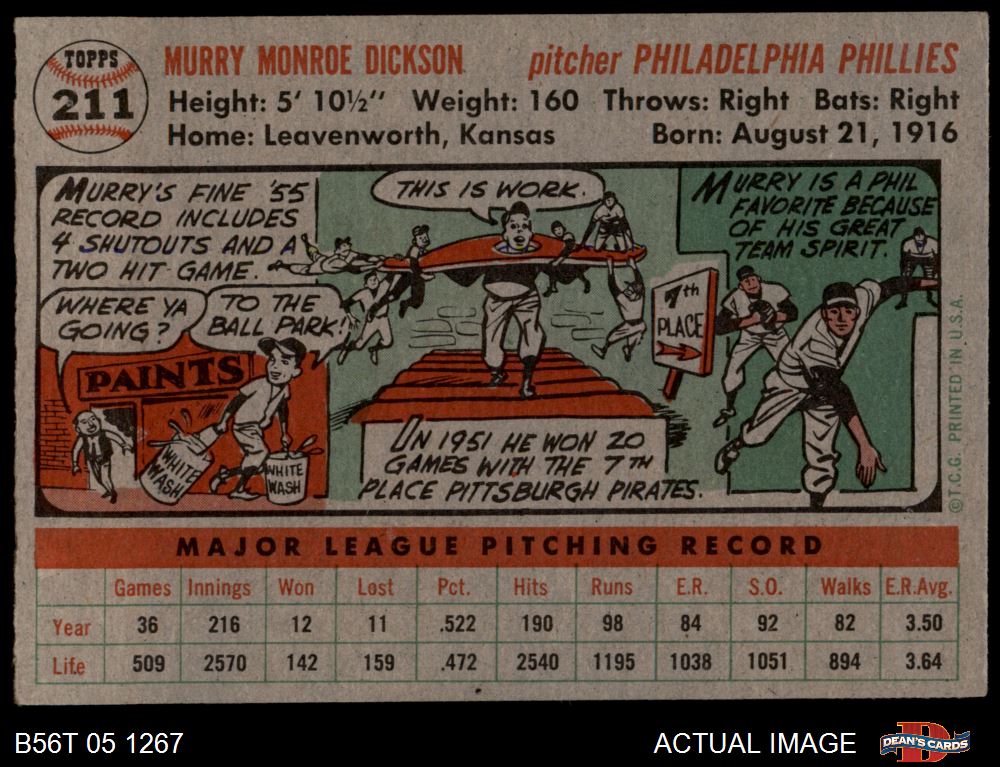 TOPPS
211
MURRY MONROE DICKSON pitcher PHILADELPHIA PHILLIES
Height: 5' 10½" Weight: 160 Throws: Right Bats: Right
Home: Leavenworth, Kansas Born: August 21, 1916
MURRY'S FINE '55
RECORD INCLUDES
4 SHUTOUTS AND A
TWO HIT GAME.
WHERE YA
GOING?
TO THE
BALL PARK!
PAINTS
WHITE
WASH
WHITE
WASH
THIS IS WORK.
7th
PLACE
IN 1951 HE WON 20
GAMES WITH THE 7TH
PLACE PITTSBURGH PIRATES.
MURRY IS A PHIL
FAVORITE BECAUSE
OF HIS GREAT
TEAM SPIRIT.
© T.C.G. PRINTED IN U.S.A.
MAJOR LEAGUE PITCHING RECORD
Games Innings Won Lost Pct. Hits Runs E.R. S.O. Walks E.R.Avg.
Year 36 216 12 11 .522 190 98 84 92 82 3.50
Life 509 2570 142 159 .472 2540 1195 1038 1051 894 3.64
B56T 05 1267 ACTUAL IMAGE DEAN'S CARDS